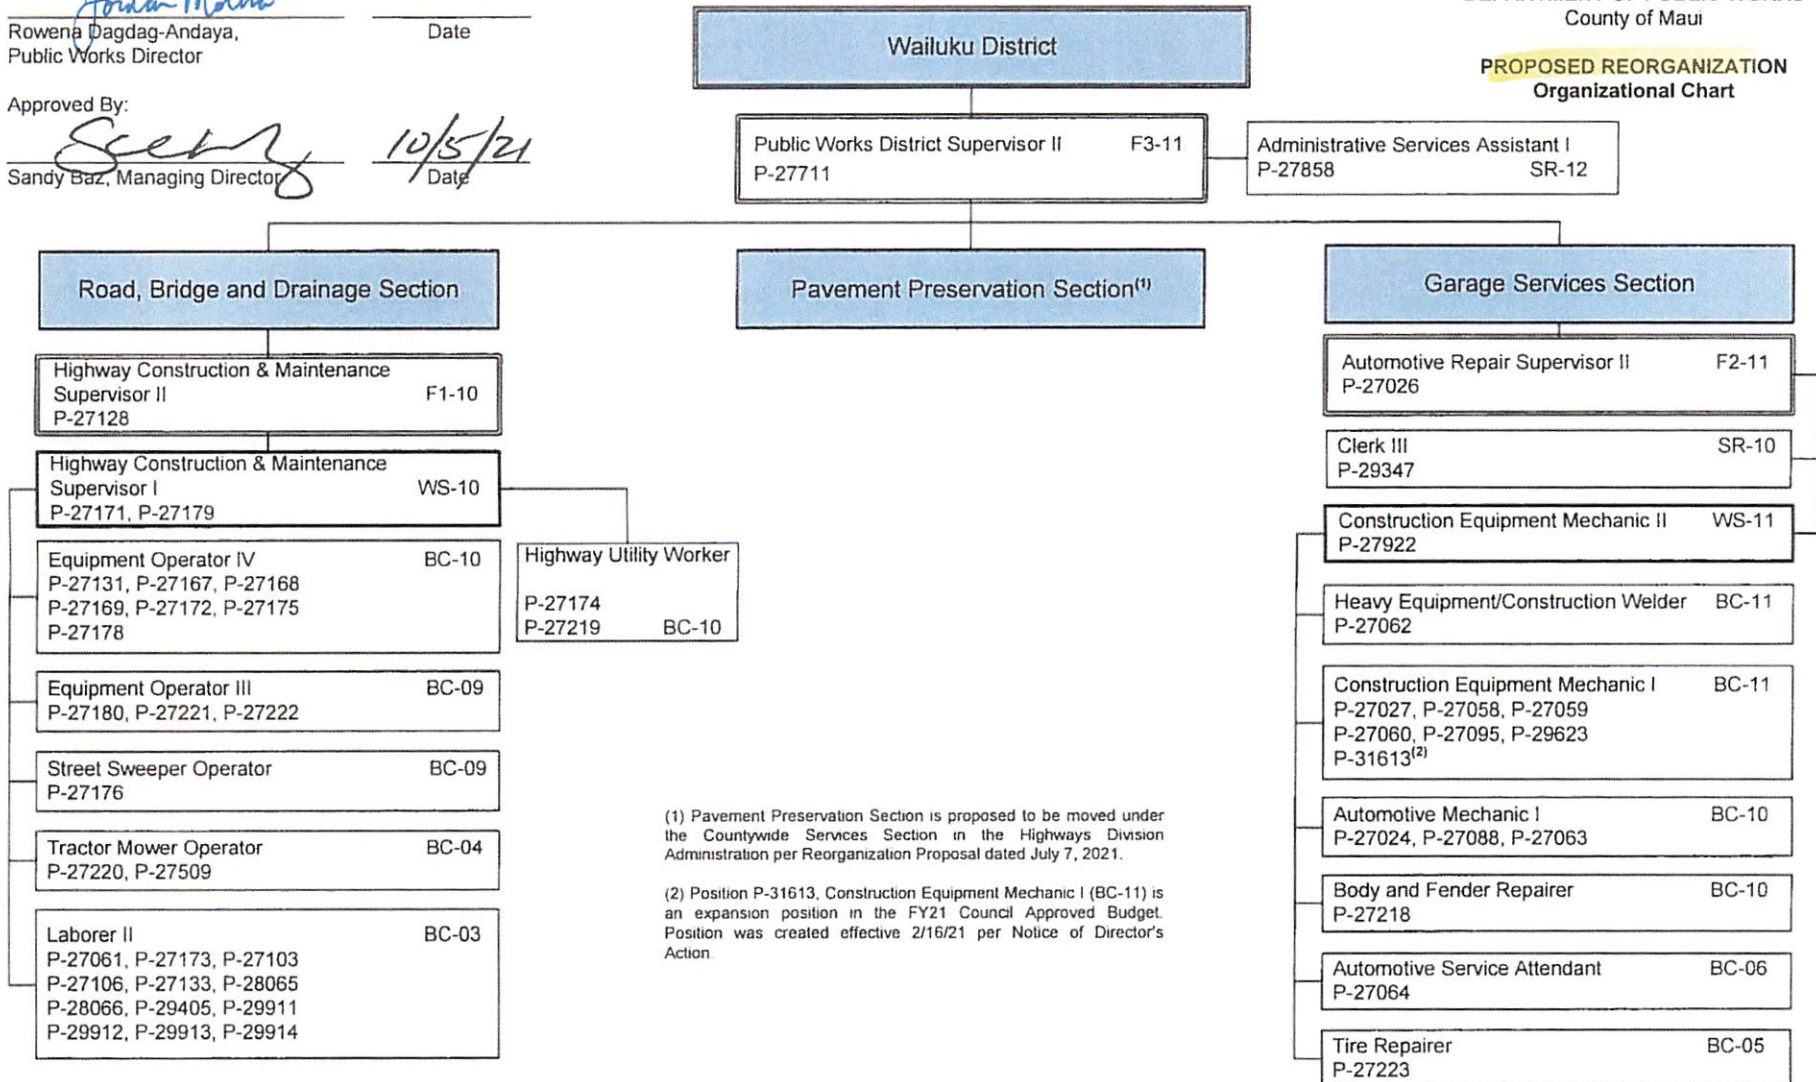 Jordan Molina
Rowena Dagdag-Andaya,
Public Works Director
Date
Approved By:
10/5/21
Sandy Baz, Managing Director
Date
County of Maui
PROPOSED REORGANIZATION
Organizational Chart
Wailuku District
Public Works District Supervisor II F3-11
P-27711
Administrative Services Assistant I
P-27858 SR-12
Road, Bridge and Drainage Section
Highway Construction & Maintenance
Supervisor II F1-10
P-27128
Highway Construction & Maintenance
Supervisor I WS-10
P-27171, P-27179
Equipment Operator IV BC-10
P-27131, P-27167, P-27168
P-27169, P-27172, P-27175
P-27178
Highway Utility Worker
P-27174
P-27219 BC-10
Equipment Operator III BC-09
P-27180, P-27221, P-27222
Street Sweeper Operator BC-09
P-27176
Tractor Mower Operator BC-04
P-27220, P-27509
Laborer II BC-03
P-27061, P-27173, P-27103
P-27106, P-27133, P-28065
P-28066, P-29405, P-29911
P-29912, P-29913, P-29914
Pavement Preservation Section(1)
(1) Pavement Preservation Section is proposed to be moved under
the Countywide Services Section in the Highways Division
Administration per Reorganization Proposal dated July 7, 2021.
(2) Position P-31613, Construction Equipment Mechanic I (BC-11) is
an expansion position in the FY21 Council Approved Budget.
Position was created effective 2/16/21 per Notice of Director's
Action.
Garage Services Section
Automotive Repair Supervisor II F2-11
P-27026
Clerk III SR-10
P-29347
Construction Equipment Mechanic II WS-11
P-27922
Heavy Equipment/Construction Welder BC-11
P-27062
Construction Equipment Mechanic I BC-11
P-27027, P-27058, P-27059
P-27060, P-27095, P-29623
P-31613(2)
Automotive Mechanic I BC-10
P-27024, P-27088, P-27063
Body and Fender Repairer BC-10
P-27218
Automotive Service Attendant BC-06
P-27064
Tire Repairer BC-05
P-27223